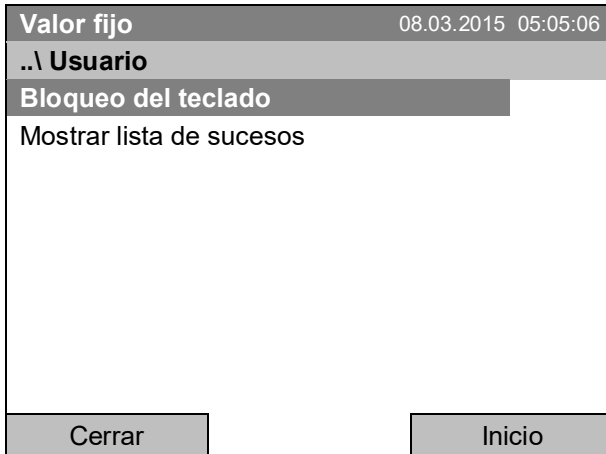 Valor fijo 08.03.2015 05:05:06
..\ Usuario
Bloqueo del teclado
Mostrar lista de sucesos
Cerrar Inicio